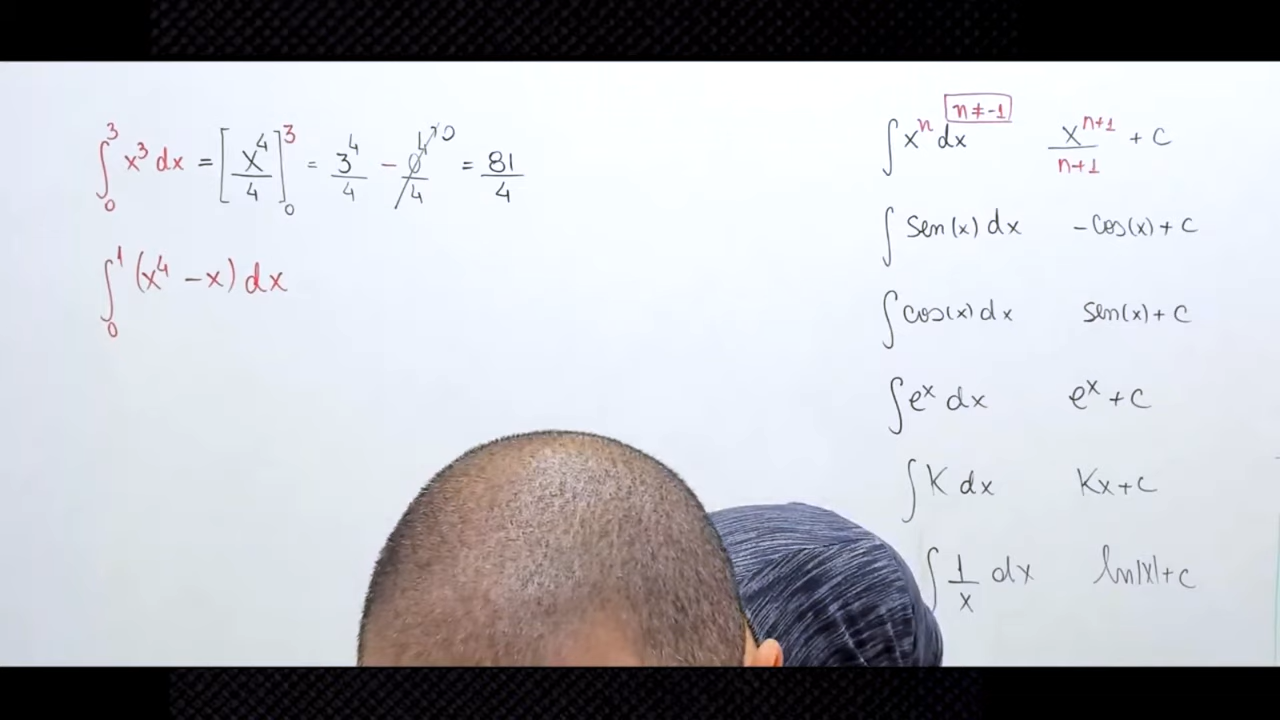 ∫₀³ x³ dx = [x⁴/4]₀³ = 3⁴/4 - 0⁴/4 →0 = 81/4
∫₀¹ (x⁴ - x) dx
∫ xⁿ dx n ≠ -1 xⁿ⁺¹/n+1 + C
∫ Sen(x) dx -Cos(x) + C
∫ cos(x) dx Sen(x) + C
∫ eˣ dx eˣ + C
∫ K dx Kx + C
∫ 1/x dx ln|x| + C